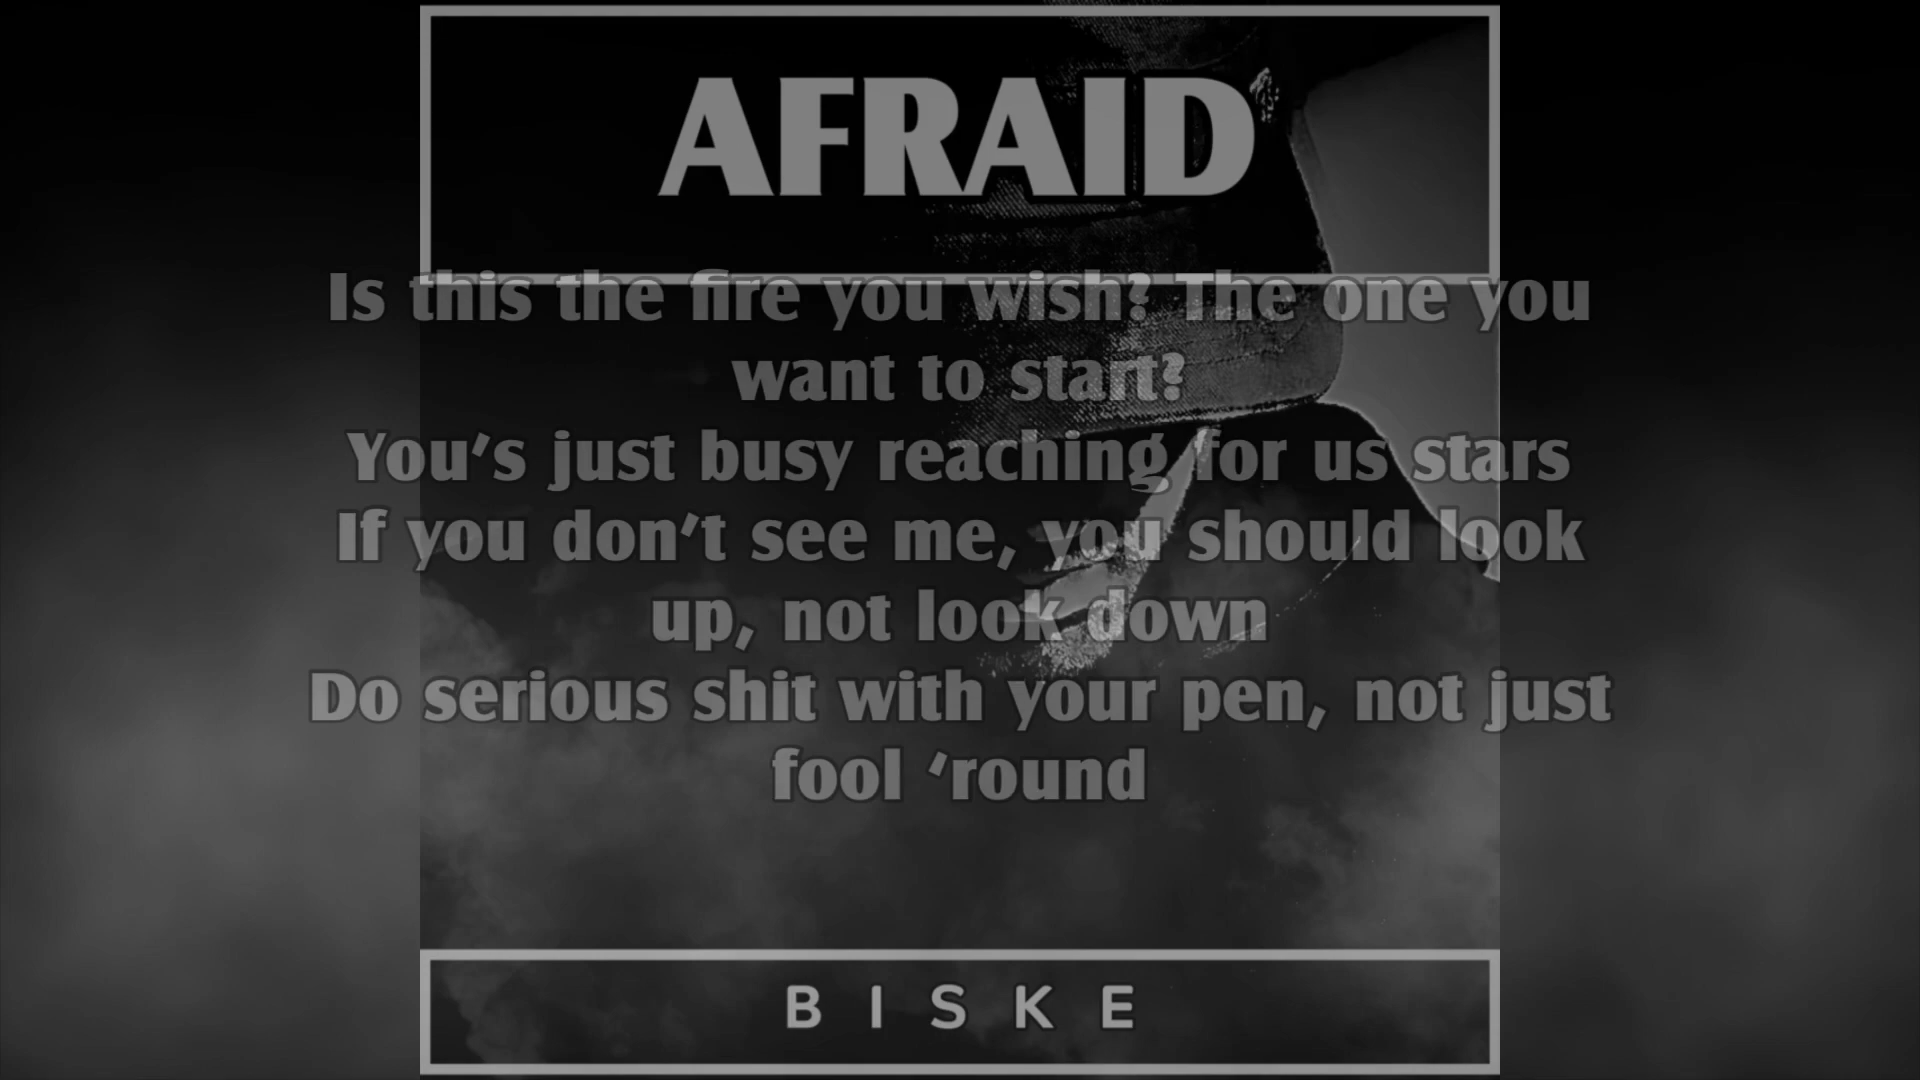 AFRAID
Is this the fire you wish? The one you
want to start?
You’s just busy reaching for us stars
If you don’t see me, you should look
up, not look down
Do serious shit with your pen, not just
fool ‘round
BISKE